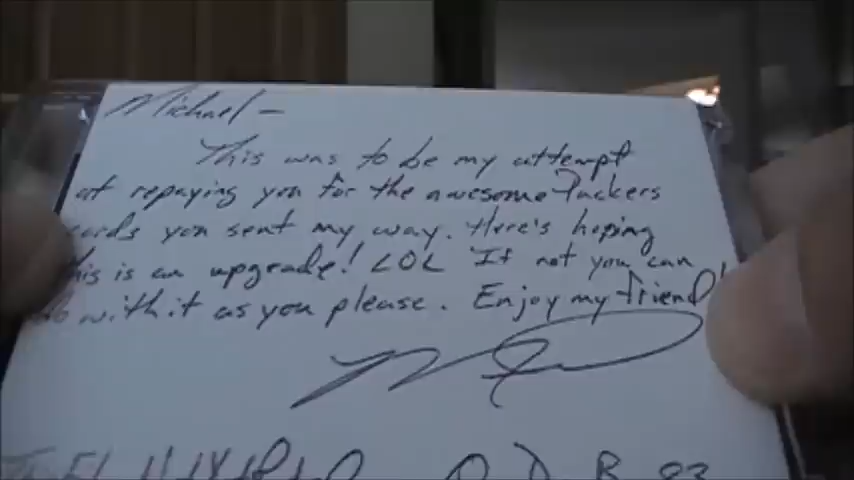 Michael -
This was to be my attempt
at repaying you for the awesome Packers
cards you sent my way. Here's hoping
this is an upgrade! LOL If not you can
do with it as you please. Enjoy my friend!